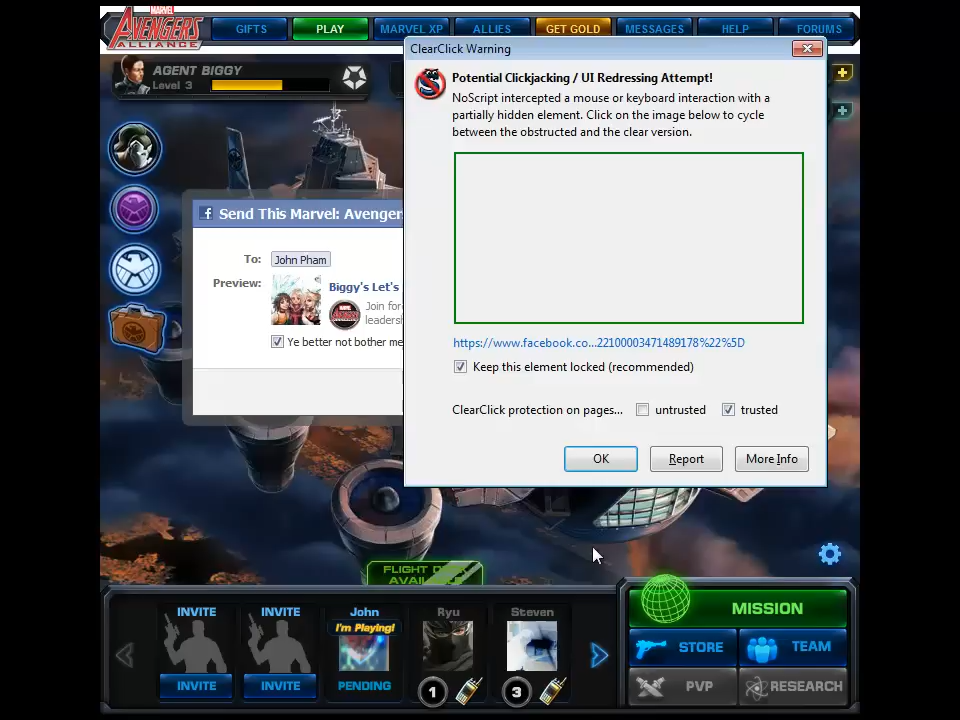 MARVEL
AVENGERS
ALLIANCE
GIFTS
PLAY
MARVEL XP
ALLIES
GET GOLD
MESSAGES
HELP
FORUMS
AGENT BIGGY
Level 3
ClearClick Warning
Potential Clickjacking / UI Redressing Attempt!
NoScript intercepted a mouse or keyboard interaction with a
partially hidden element. Click on the image below to cycle
between the obstructed and the clear version.
https://www.facebook.co...22100003471489178%22%5D
Keep this element locked (recommended)
ClearClick protection on pages... untrusted trusted
OK Report More Info
Send This Marvel: Avenger
To: John Pham
Preview: Biggy's Let's
Join for
leadersh
Ye better not bother me
FLIGHT
AVAIL
INVITE
INVITE
INVITE
INVITE
John
I'm Playing!
PENDING
Ryu
1
Steven
3
MISSION
STORE
TEAM
PVP
RESEARCH